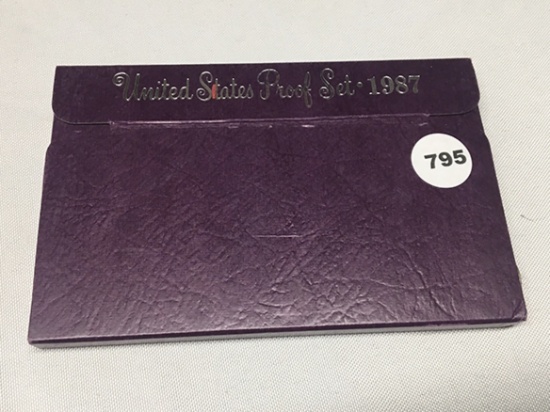 United States Proof Set • 1987
795